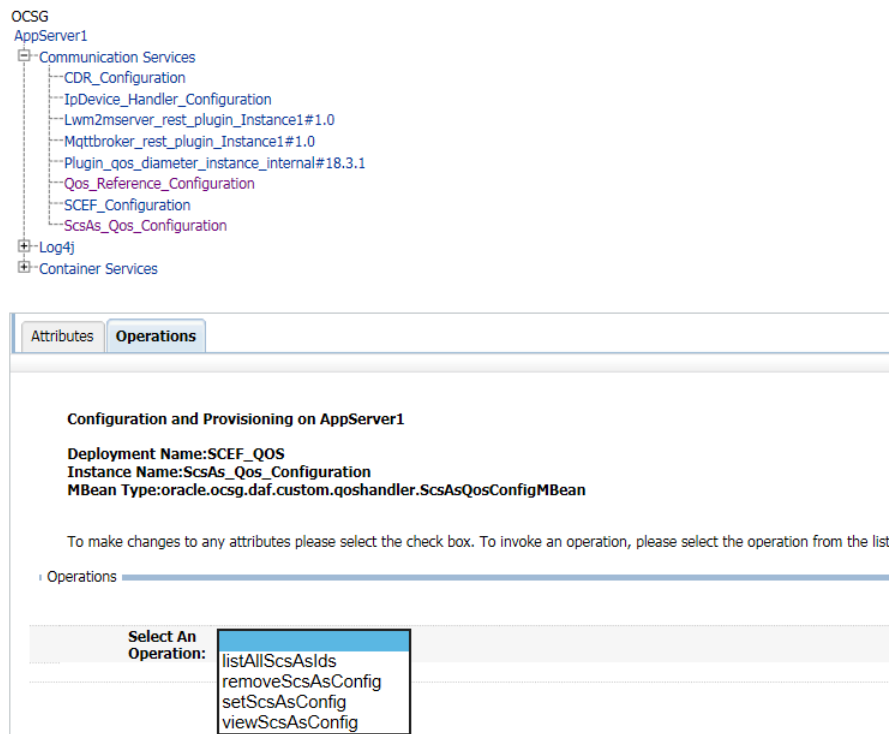 OCSG
AppServer1
Communication Services
CDR_Configuration
IpDevice_Handler_Configuration
Lwm2mserver_rest_plugin_Instance1#1.0
Mqttbroker_rest_plugin_Instance1#1.0
Plugin_qos_diameter_instance_internal#18.3.1
Qos_Reference_Configuration
SCEF_Configuration
ScsAs_Qos_Configuration
Log4j
Container Services
Attributes Operations
Configuration and Provisioning on AppServer1
Deployment Name:SCEF_QOS
Instance Name:ScsAs_Qos_Configuration
MBean Type:oracle.ocsg.daf.custom.qoshandler.ScsAsQosConfigMBean
To make changes to any attributes please select the check box. To invoke an operation, please select the operation from the list
Operations
Select An
Operation:
listAllScsAsIds
removeScsAsConfig
setScsAsConfig
viewScsAsConfig